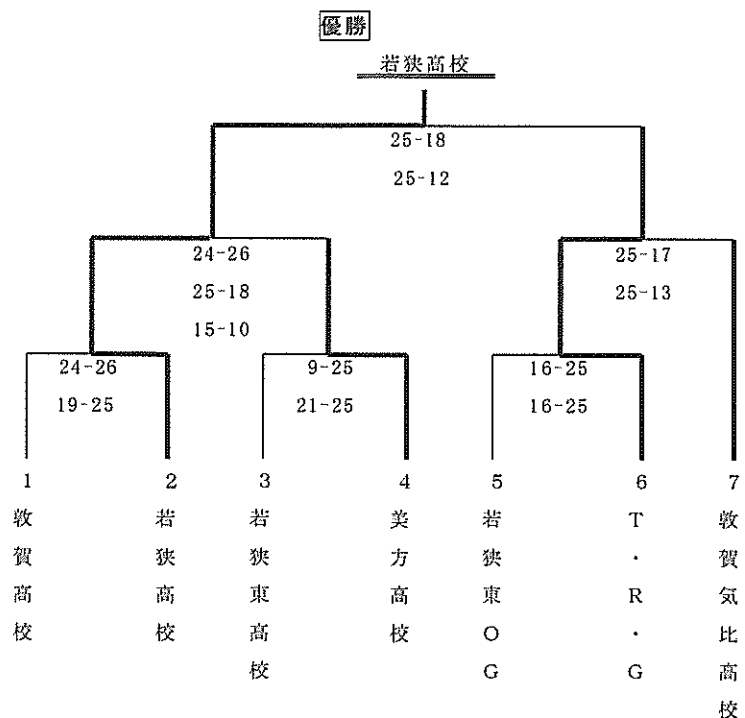 優勝
若狭高校
25-18
25-12
24-26
25-18
15-10
25-17
25-13
24-26
19-25
9-25
21-25
16-25
16-25
1
敦賀高校
2
若狭高校
3
若狭東高校
4
美方高校
5
若狭東OG
6
T・R・G
7
敦賀気比高校